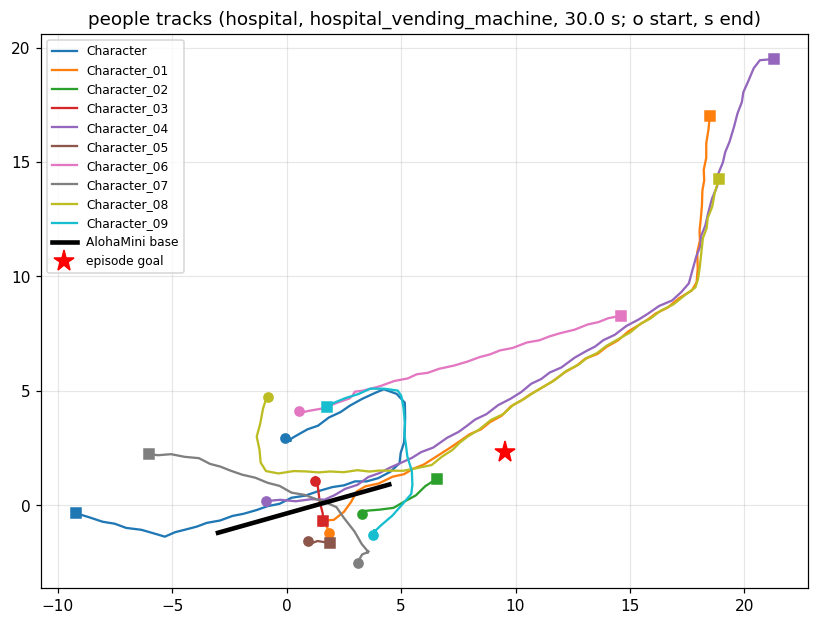 people tracks (hospital, hospital_vending_machine, 30.0 s; o start, s end)
Character
Character_01
Character_02
Character_03
Character_04
Character_05
Character_06
Character_07
Character_08
Character_09
AlohaMini base
episode goal
20
15
10
5
0
−10
−5
0
5
10
15
20